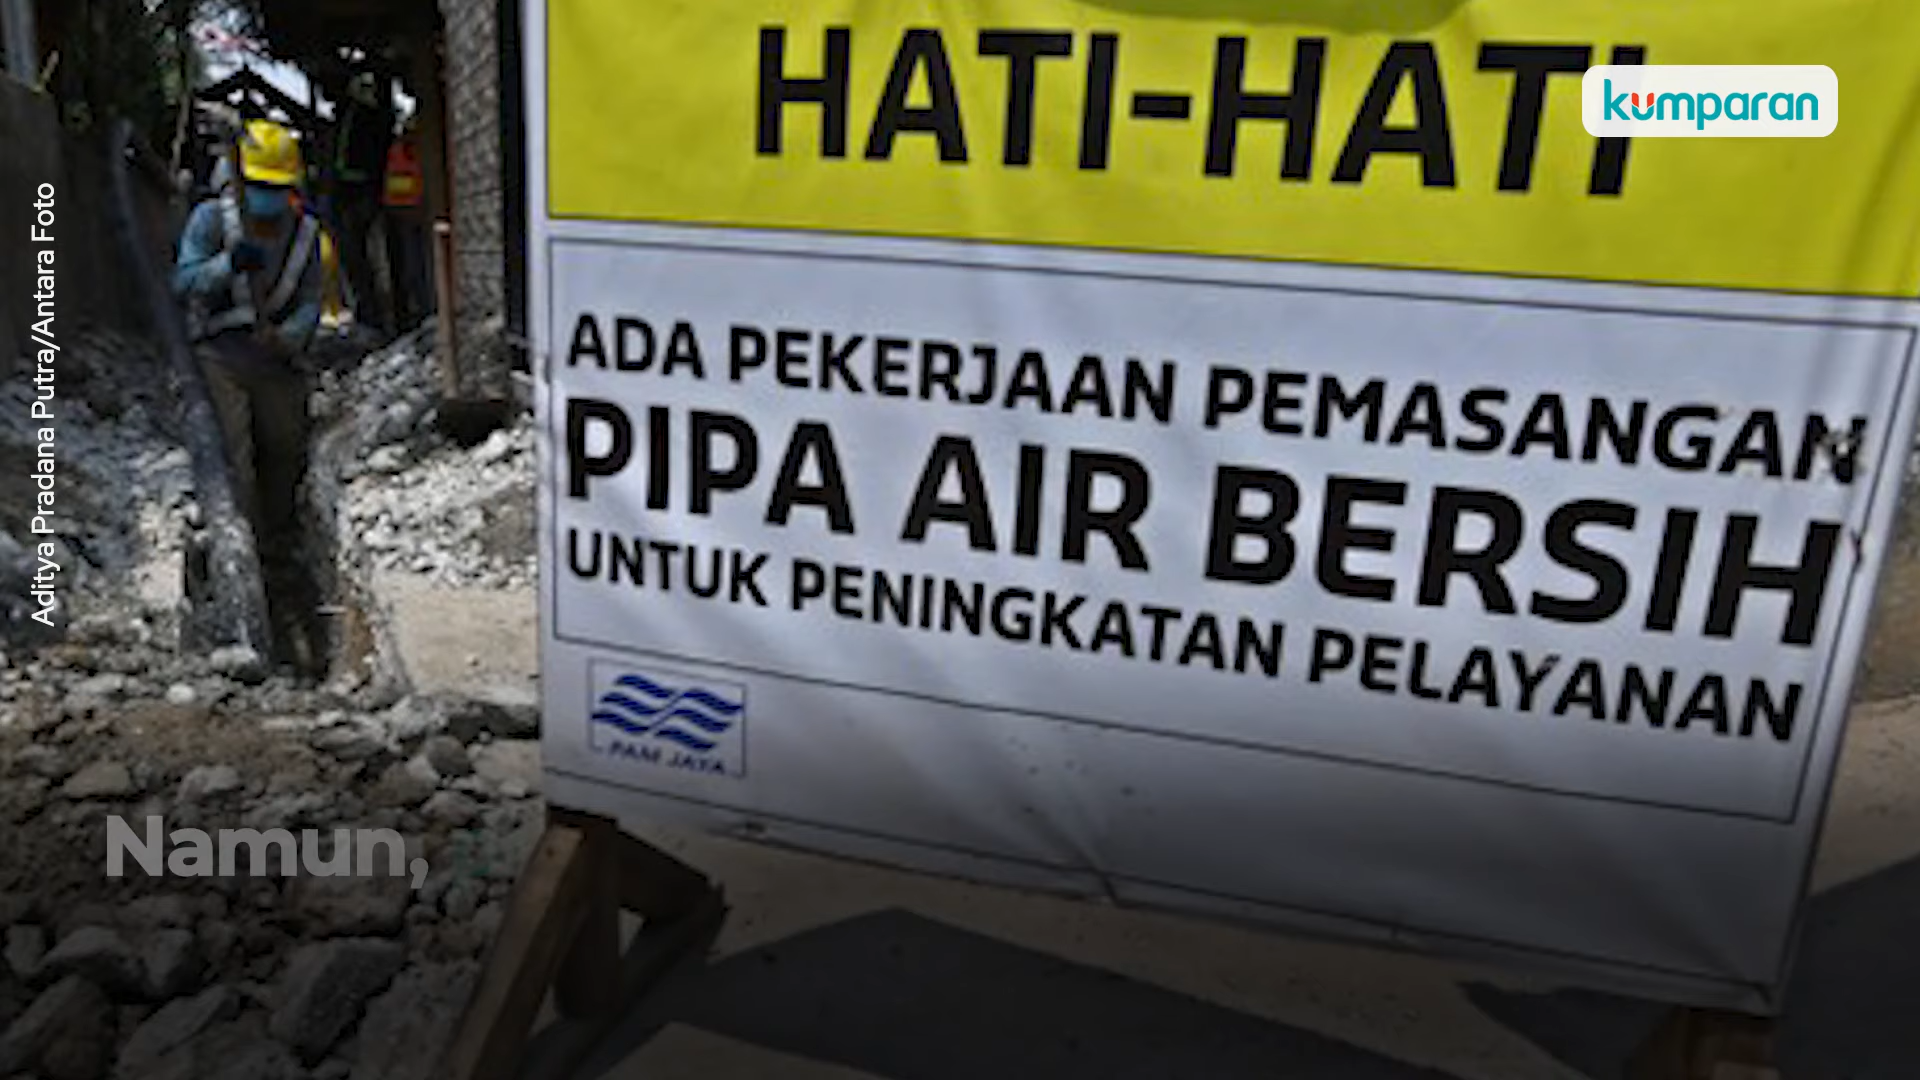 HATI-HATI
kumparan
ADA PEKERJAAN PEMASANGAN
PIPA AIR BERSIH
UNTUK PENINGKATAN PELAYANAN
PAM JAYA
Namun,
Aditya Pradana Putra/Antara Foto